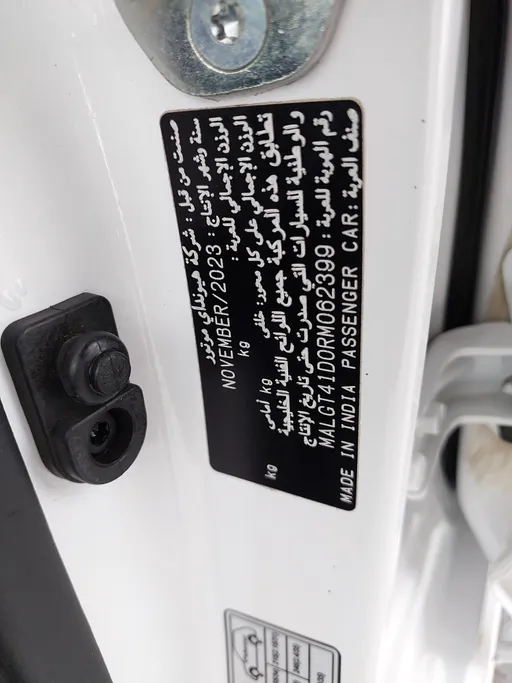 صنعت من قبل : شركة هيونداي موتور
سنة وشهر الإنتاج : NOVEMBER/2023
الوزن الإجمالي للعربة : kg
الوزن الإجمالي على كل محور: خلفي kg أمامي kg
تطابق هذه المركبة جميع اللوائح الفنية الخليجية
والوطنية للسيارات التي صدرت حتى تاريخ الإنتاج
رقم الهوية للعربة : MALGT41D0RM062399
صنف العربة: MADE IN INDIA PASSENGER CAR